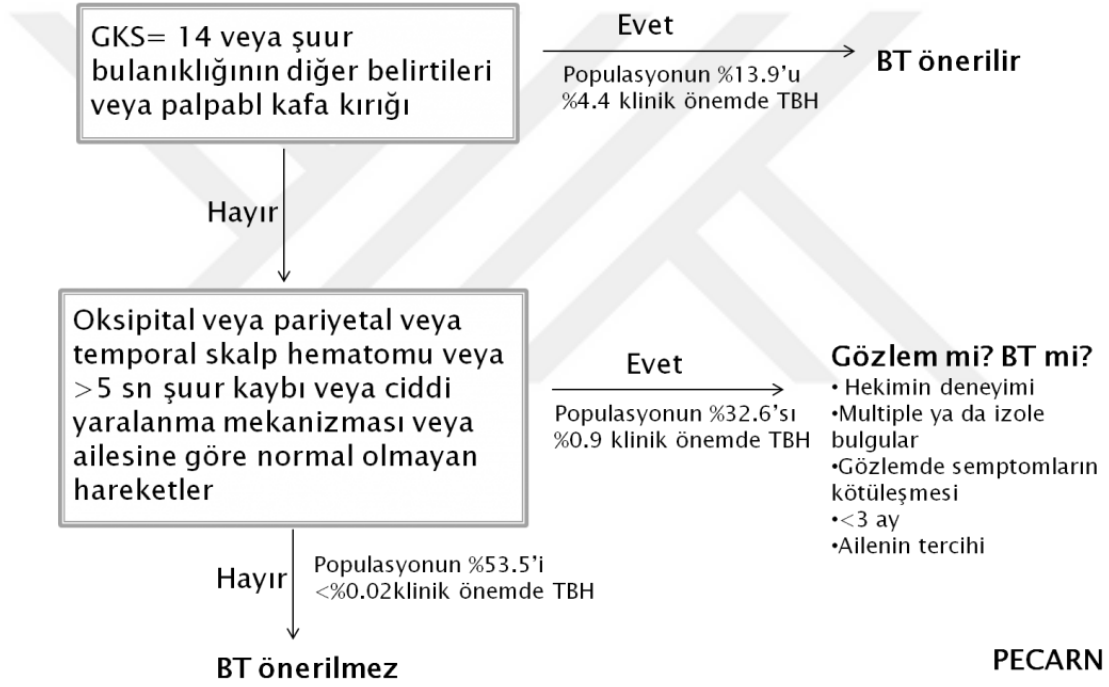 GKS= 14 veya şuur
bulanıklığının diğer belirtileri
veya palpabl kafa kırığı
Evet
Populasyonun %13.9'u
%4.4 klinik önemde TBH
BT önerilir
Hayır
Oksipital veya pariyetal veya
temporal skalp hematomu veya
>5 sn şuur kaybı veya ciddi
yaralanma mekanizması veya
ailesine göre normal olmayan
hareketler
Evet
Populasyonun %32.6'sı
%0.9 klinik önemde TBH
Gözlem mi? BT mi?
• Hekimin deneyimi
•Multiple ya da izole
bulgular
•Gözlemde semptomların
kötüleşmesi
•<3 ay
•Ailenin tercihi
Hayır
Populasyonun %53.5'i
<%0.02klinik önemde TBH
BT önerilmez
PECARN